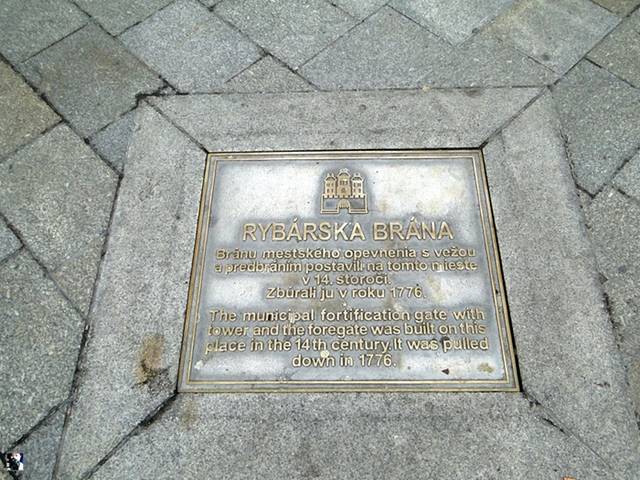 RYBÁRSKA BRÁNA
Bránu mestského opevnenia s vežou
a predbráním postavili na tomto mieste
v 14. storočí.
Zbúrali ju v roku 1776.
The municipal fortification gate with
tower and the foregate was built on this
place in the 14th century. It was pulled
down in 1776.